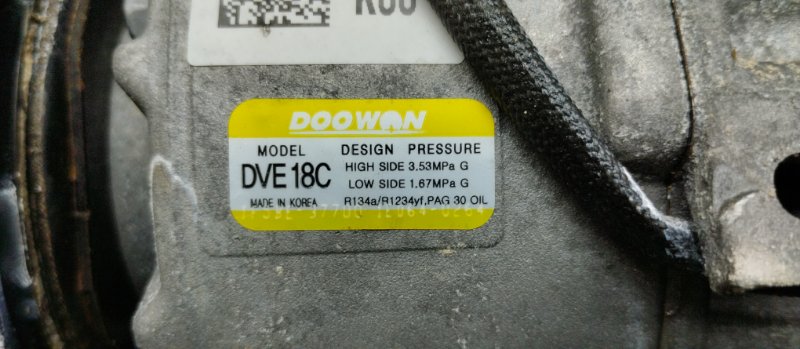 DOOWON
MODEL DESIGN PRESSURE
DVE18C HIGH SIDE 3.53MPa G
LOW SIDE 1.67MPa G
MADE IN KOREA R134a/R1234yf,PAG 30 OIL